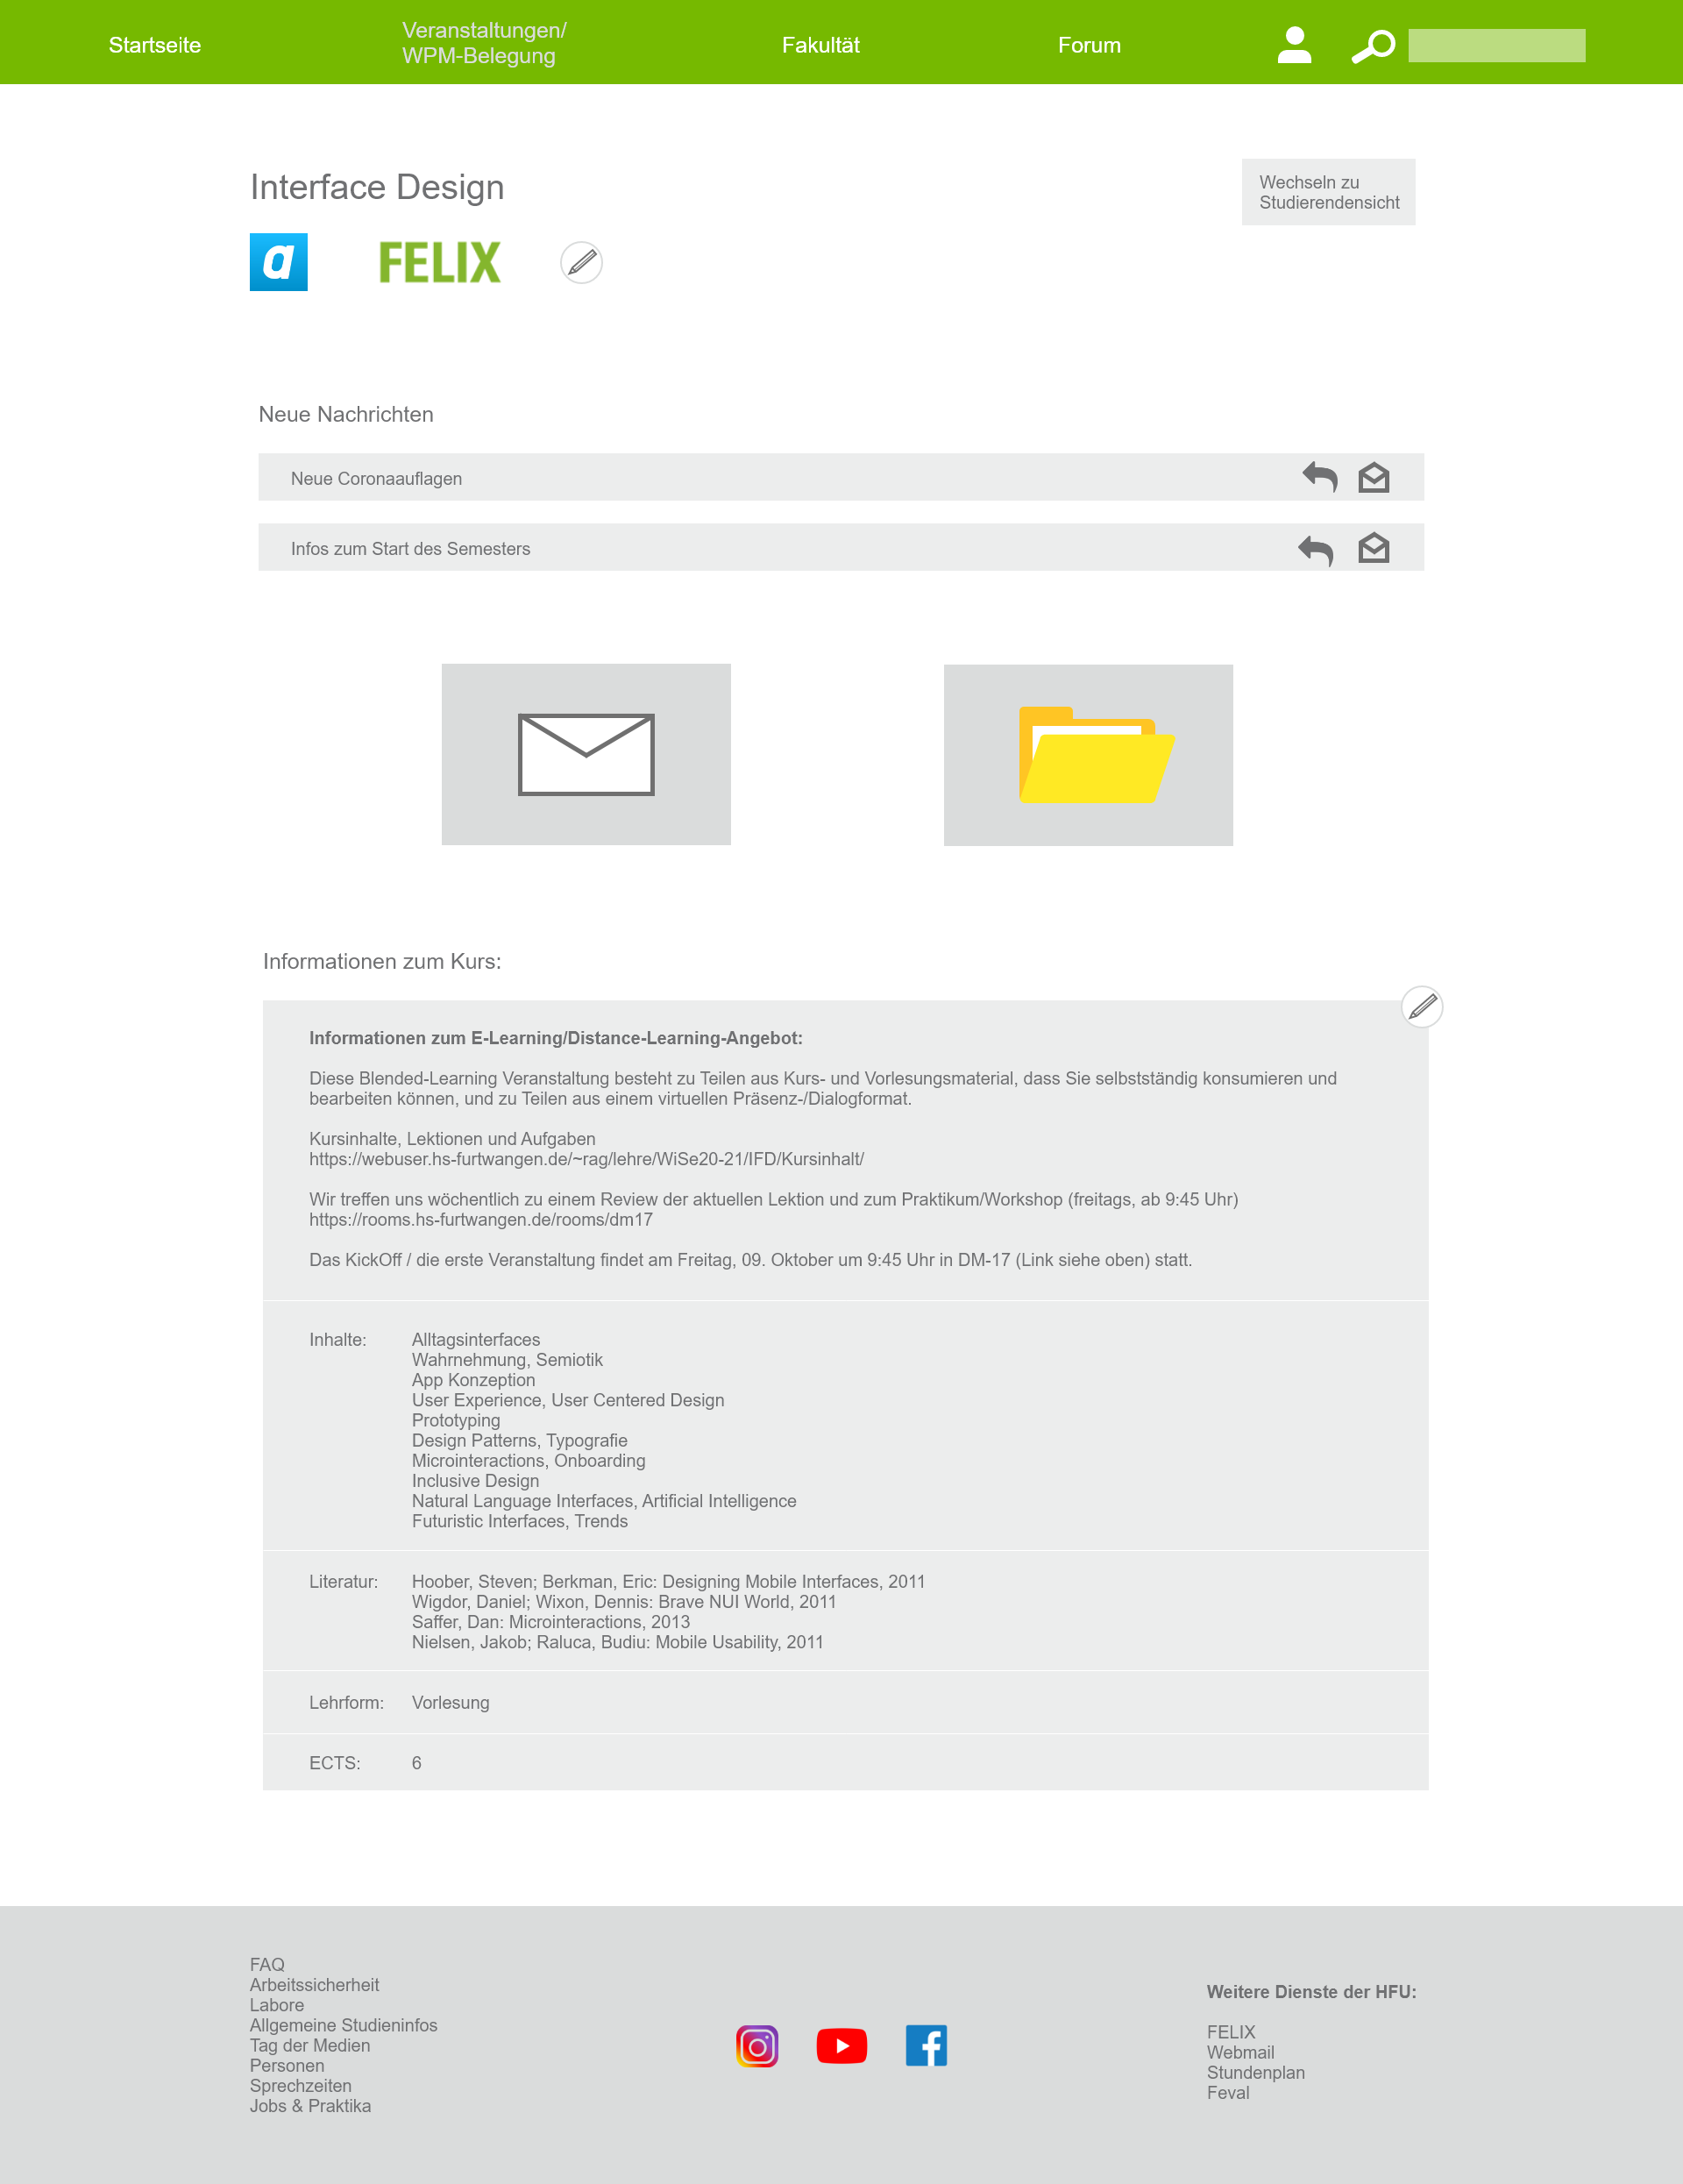 Startseite
Veranstaltungen/
WPM-Belegung
Fakultät
Forum
Interface Design
Wechseln zu
Studierendensicht
a
FELIX
Neue Nachrichten
Neue Coronaauflagen
Infos zum Start des Semesters
Informationen zum Kurs:
Informationen zum E-Learning/Distance-Learning-Angebot:
Diese Blended-Learning Veranstaltung besteht zu Teilen aus Kurs- und Vorlesungsmaterial, dass Sie selbstständig konsumieren und
bearbeiten können, und zu Teilen aus einem virtuellen Präsenz-/Dialogformat.
Kursinhalte, Lektionen und Aufgaben
https://webuser.hs-furtwangen.de/~rag/lehre/WiSe20-21/IFD/Kursinhalt/
Wir treffen uns wöchentlich zu einem Review der aktuellen Lektion und zum Praktikum/Workshop (freitags, ab 9:45 Uhr)
https://rooms.hs-furtwangen.de/rooms/dm17
Das KickOff / die erste Veranstaltung findet am Freitag, 09. Oktober um 9:45 Uhr in DM-17 (Link siehe oben) statt.
Inhalte: Alltagsinterfaces
Wahrnehmung, Semiotik
App Konzeption
User Experience, User Centered Design
Prototyping
Design Patterns, Typografie
Microinteractions, Onboarding
Inclusive Design
Natural Language Interfaces, Artificial Intelligence
Futuristic Interfaces, Trends
Literatur: Hoober, Steven; Berkman, Eric: Designing Mobile Interfaces, 2011
Wigdor, Daniel; Wixon, Dennis: Brave NUI World, 2011
Saffer, Dan: Microinteractions, 2013
Nielsen, Jakob; Raluca, Budiu: Mobile Usability, 2011
Lehrform: Vorlesung
ECTS: 6
FAQ
Arbeitssicherheit
Labore
Allgemeine Studieninfos
Tag der Medien
Personen
Sprechzeiten
Jobs & Praktika
Weitere Dienste der HFU:
FELIX
Webmail
Stundenplan
Feval